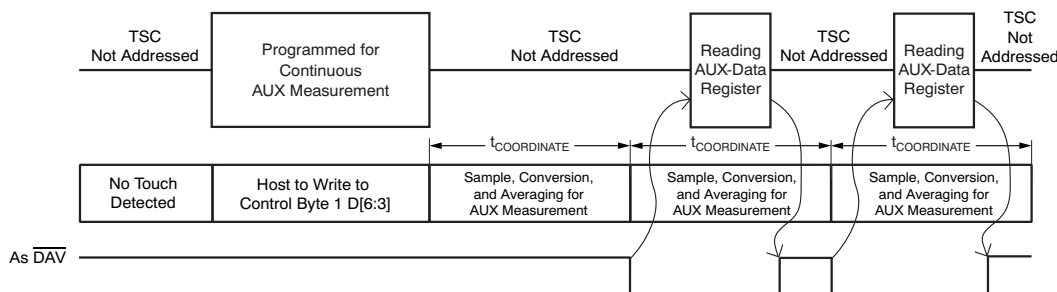 TSC
Not Addressed
Programmed for
Continuous
AUX Measurement
TSC
Not Addressed
Reading
AUX-Data
Register
TSC
Not Addressed
Reading
AUX-Data
Register
TSC
Not
Addressed
tCOORDINATE
tCOORDINATE
tCOORDINATE
No Touch
Detected
Host to Write to
Control Byte 1 D[6:3]
Sample, Conversion,
and Averaging for
AUX Measurement
Sample, Conversion,
and Averaging for
AUX Measurement
Sample, Conversion,
and Averaging for
AUX Measurement
As DAV